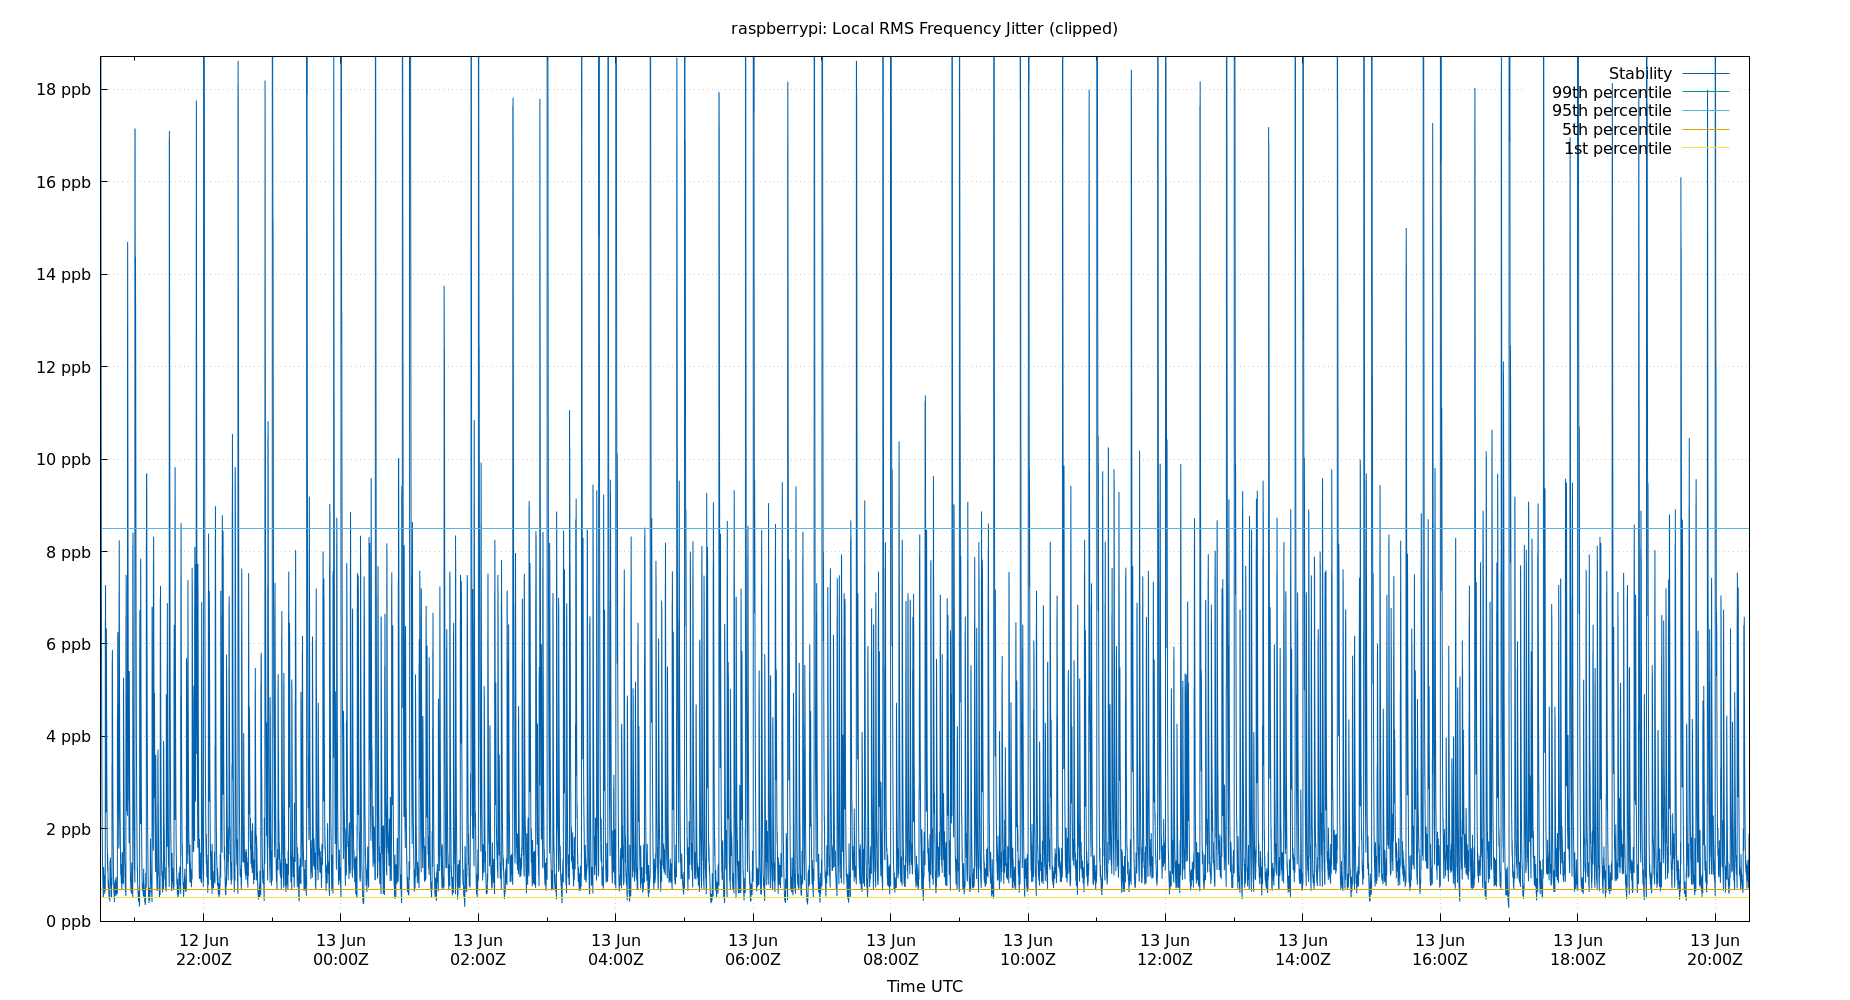 raspberrypi: Local RMS Frequency Jitter (clipped)
Stability
99th percentile
95th percentile
5th percentile
1st percentile
18 ppb
16 ppb
14 ppb
12 ppb
10 ppb
8 ppb
6 ppb
4 ppb
2 ppb
0 ppb
12 Jun
22:00Z
13 Jun
00:00Z
13 Jun
02:00Z
13 Jun
04:00Z
13 Jun
06:00Z
13 Jun
08:00Z
13 Jun
10:00Z
13 Jun
12:00Z
13 Jun
14:00Z
13 Jun
16:00Z
13 Jun
18:00Z
13 Jun
20:00Z
Time UTC